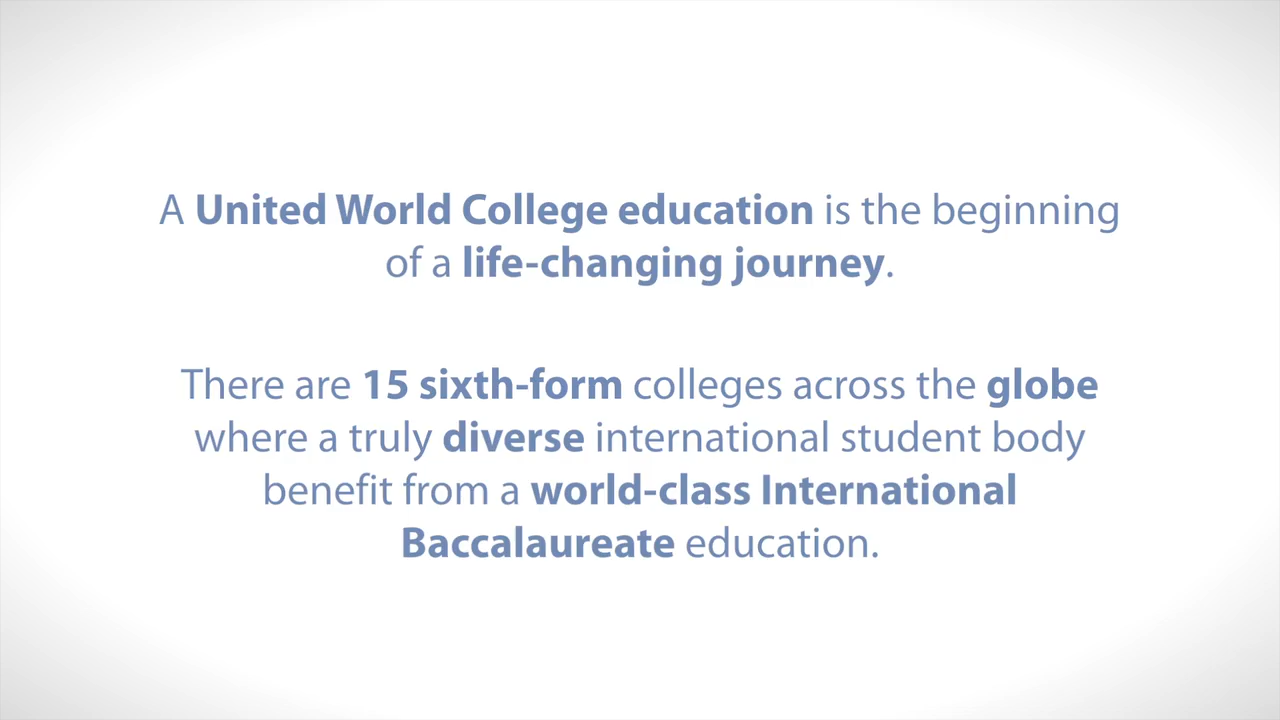 A United World College education is the beginning
of a life-changing journey.
There are 15 sixth-form colleges across the globe
where a truly diverse international student body
benefit from a world-class International
Baccalaureate education.